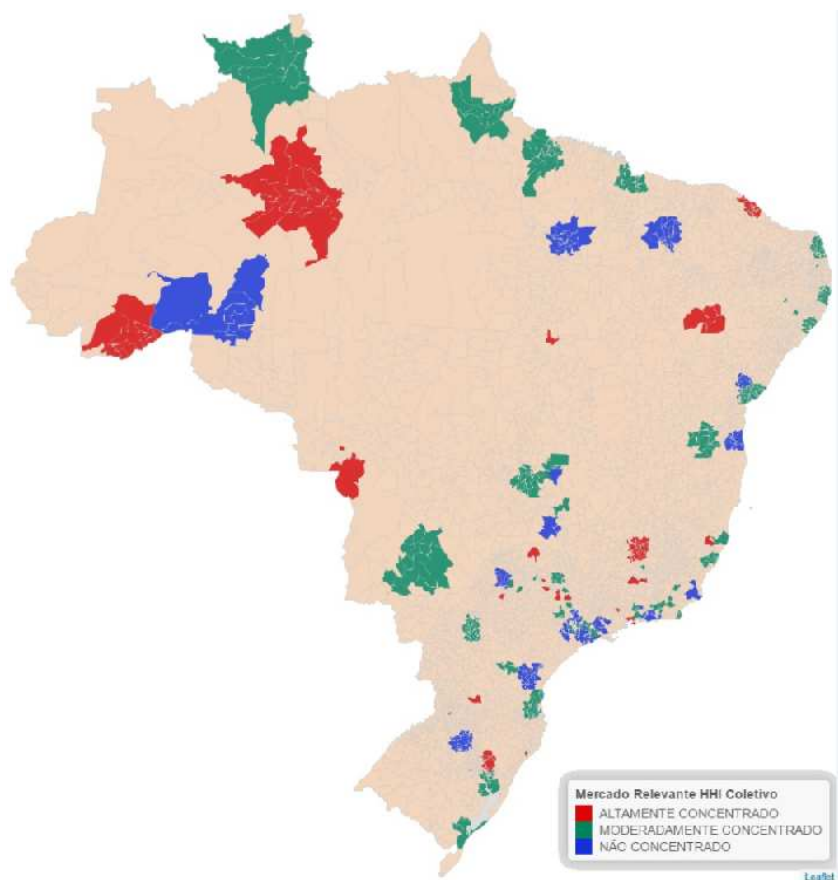 Mercado Relevante HHI Coletivo
ALTAMENTE CONCENTRADO
MODERADAMENTE CONCENTRADO
NÃO CONCENTRADO
Leaflet